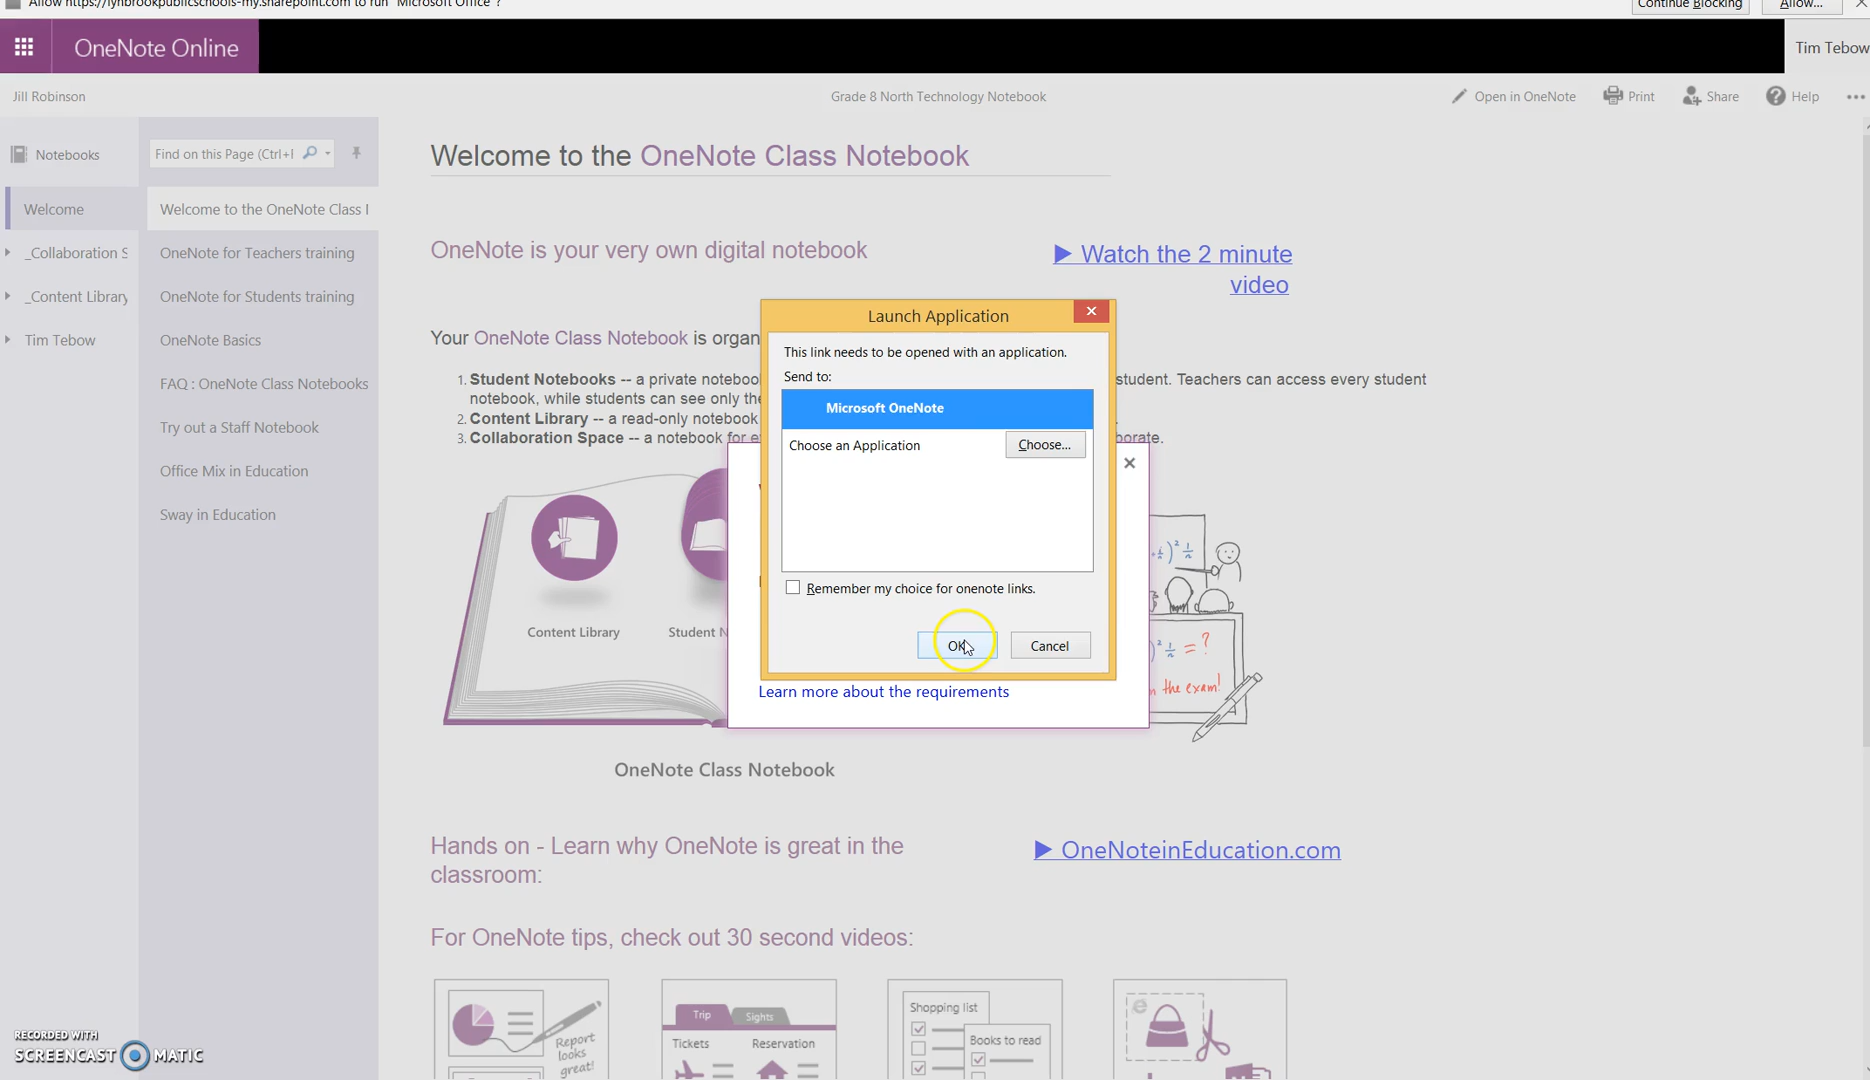 Allow https://lynbrookpublicschools-my.sharepoint.com to run "Microsoft Office"?
Continue Blocking
Allow...
OneNote Online
Tim Tebow
Jill Robinson
Grade 8 North Technology Notebook
Open in OneNote
Print
Share
Help
Notebooks
Find on this Page (Ctrl+
Welcome
_Collaboration S
_Content Library
Tim Tebow
Welcome to the OneNote Class
OneNote for Teachers training
OneNote for Students training
OneNote Basics
FAQ : OneNote Class Notebooks
Try out a Staff Notebook
Office Mix in Education
Sway in Education
Welcome to the OneNote Class Notebook
OneNote is your very own digital notebook
Watch the 2 minute
video
Your OneNote Class Notebook is organ
1. Student Notebooks -- a private notebool
student. Teachers can access every student
notebook, while students can see only the
2. Content Library -- a read-only notebook
3. Collaboration Space -- a notebook for e
borate.
Launch Application
This link needs to be opened with an application.
Send to:
Microsoft OneNote
Choose an Application
Choose...
Remember my choice for onenote links.
OK
Cancel
Learn more about the requirements
Content Library
Student N
= ?
the exam!
OneNote Class Notebook
Hands on - Learn why OneNote is great in the
classroom:
OneNoteinEducation.com
For OneNote tips, check out 30 second videos:
Report
looks
great!
Trip
Sights
Tickets
Reservation
Shopping list
Books to read
RECORDED WITH
SCREENCAST MATIC